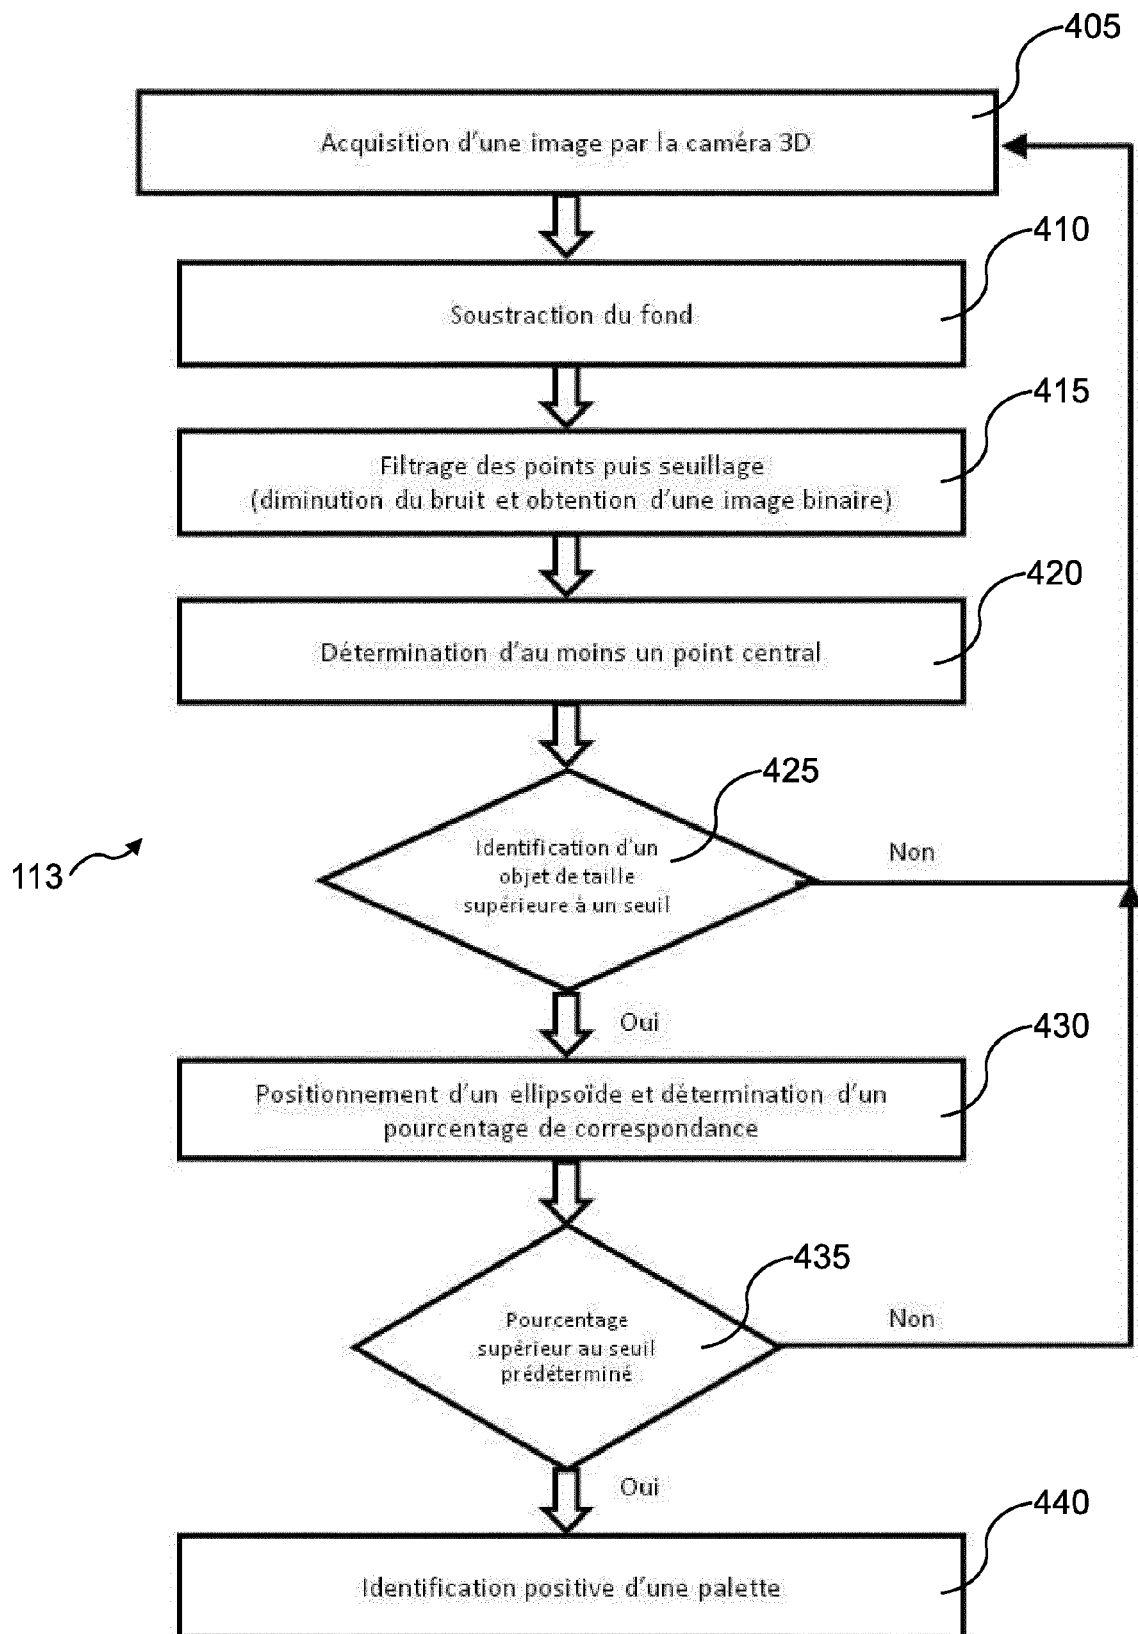 405
Acquisition d'une image par la caméra 3D
410
Soustraction du fond
415
Filtrage des points puis seuillage
(diminution du bruit et obtention d'une image binaire)
420
Détermination d'au moins un point central
425
Identification d'un
objet de taille
supérieure à un seuil
Non
113
Oui
430
Positionnement d'un ellipsoïde et détermination d'un
pourcentage de correspondance
435
Pourcentage
supérieur au seuil
prédéterminé
Non
Oui
440
Identification positive d'une palette